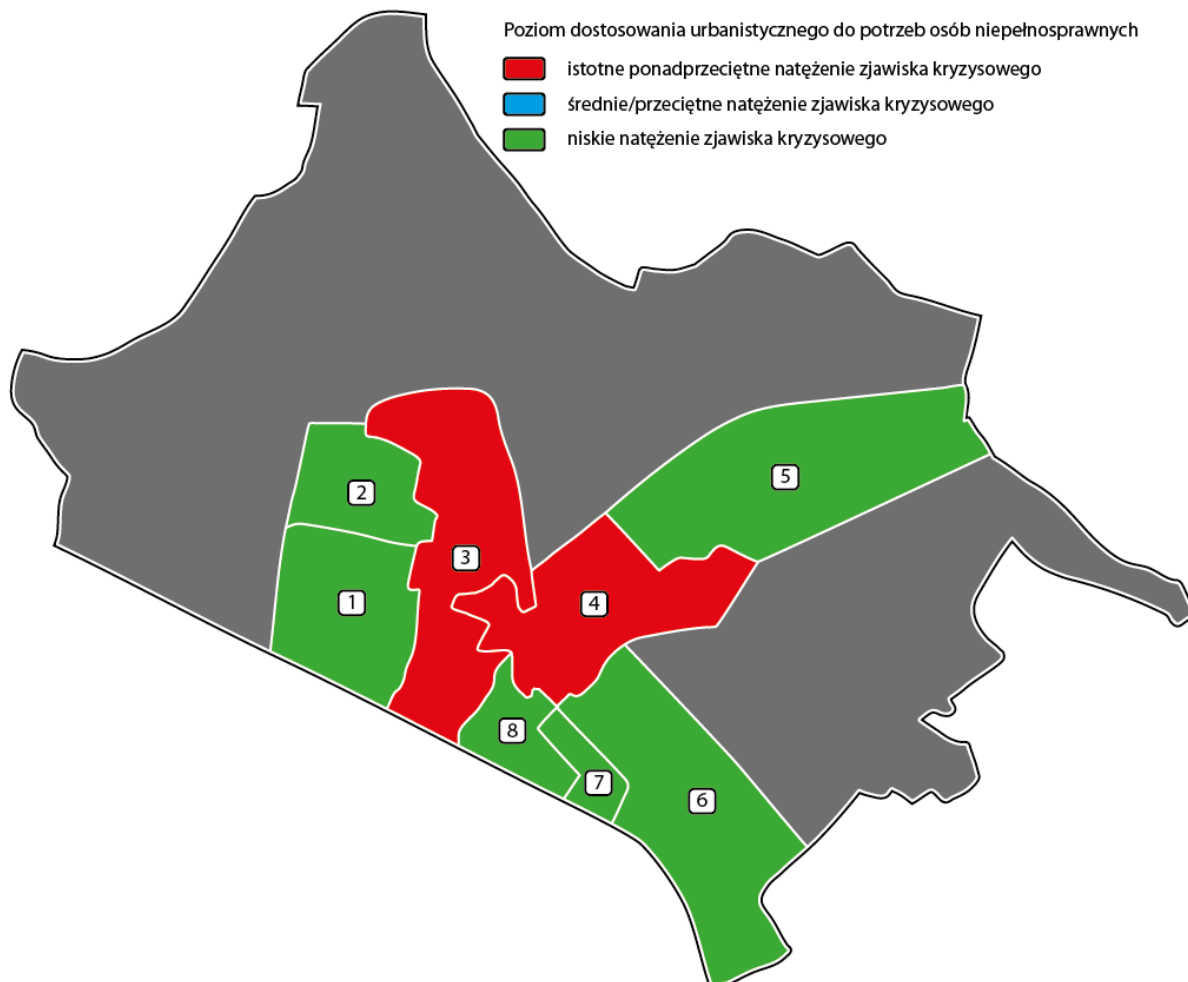 Poziom dostosowania urbanistycznego do potrzeb osób niepełnosprawnych
istotne ponadprzeciętne natężenie zjawiska kryzysowego
średnie/przeciętne natężenie zjawiska kryzysowego
niskie natężenie zjawiska kryzysowego
5
2
3
1
4
8
7
6